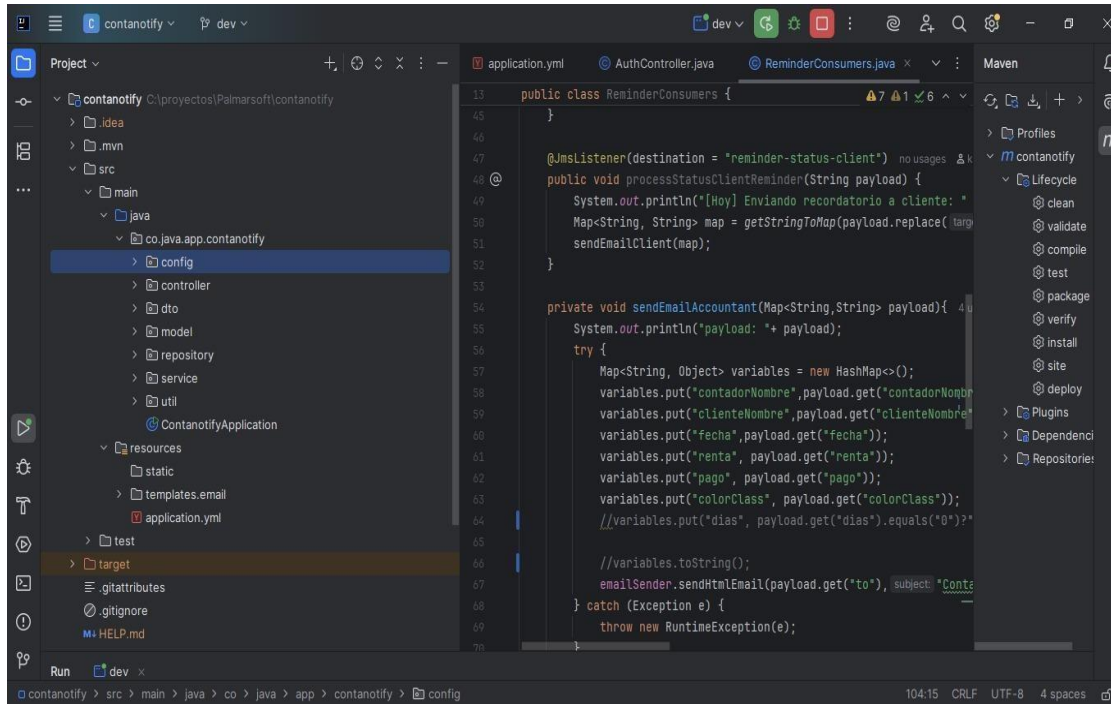 C contanotify dev
dev
Project
contanotify C:\proyectos\Palmarsoft\contanotify
.idea
.mvn
src
main
java
co.java.app.contanotify
config
controller
dto
model
repository
service
util
ContanotifyApplication
resources
static
templates.email
application.yml
test
target
.gitattributes
.gitignore
M↓ HELP.md
application.yml AuthController.java ReminderConsumers.java
13 public class ReminderConsumers { 7 1 6
45 }
46
47 @JmsListener(destination = "reminder-status-client") no usages
48 public void processStatusClientReminder(String payload) {
49 System.out.println("[Hoy] Enviando recordatorio a cliente: "
50 Map<String, String> map = getStringToMap(payload.replace(
51 sendEmailClient(map);
52 }
53
54 private void sendEmailAccountant(Map<String,String> payload){
55 System.out.println("payload: "+ payload);
56 try {
57 Map<String, Object> variables = new HashMap<>();
58 variables.put("contadorNombre",payload.get("contadorNombr
59 variables.put("clienteNombre",payload.get("clienteNombre"
60 variables.put("fecha",payload.get("fecha"));
61 variables.put("renta", payload.get("renta"));
62 variables.put("pago", payload.get("pago"));
63 variables.put("colorClass", payload.get("colorClass"));
64 //variables.put("dias", payload.get("dias").equals("0")?"
65
66 //variables.toString();
67 emailSender.sendHtmlEmail(payload.get("to"), subject: "Conta
68 } catch (Exception e) {
69 throw new RuntimeException(e);
70 }
Maven
Profiles
contanotify
Lifecycle
clean
validate
compile
test
package
verify
install
site
deploy
Plugins
Dependenci
Repositories
Run dev
contanotify > src > main > java > co > java > app > contanotify > config 104:15 CRLF UTF-8 4 spaces